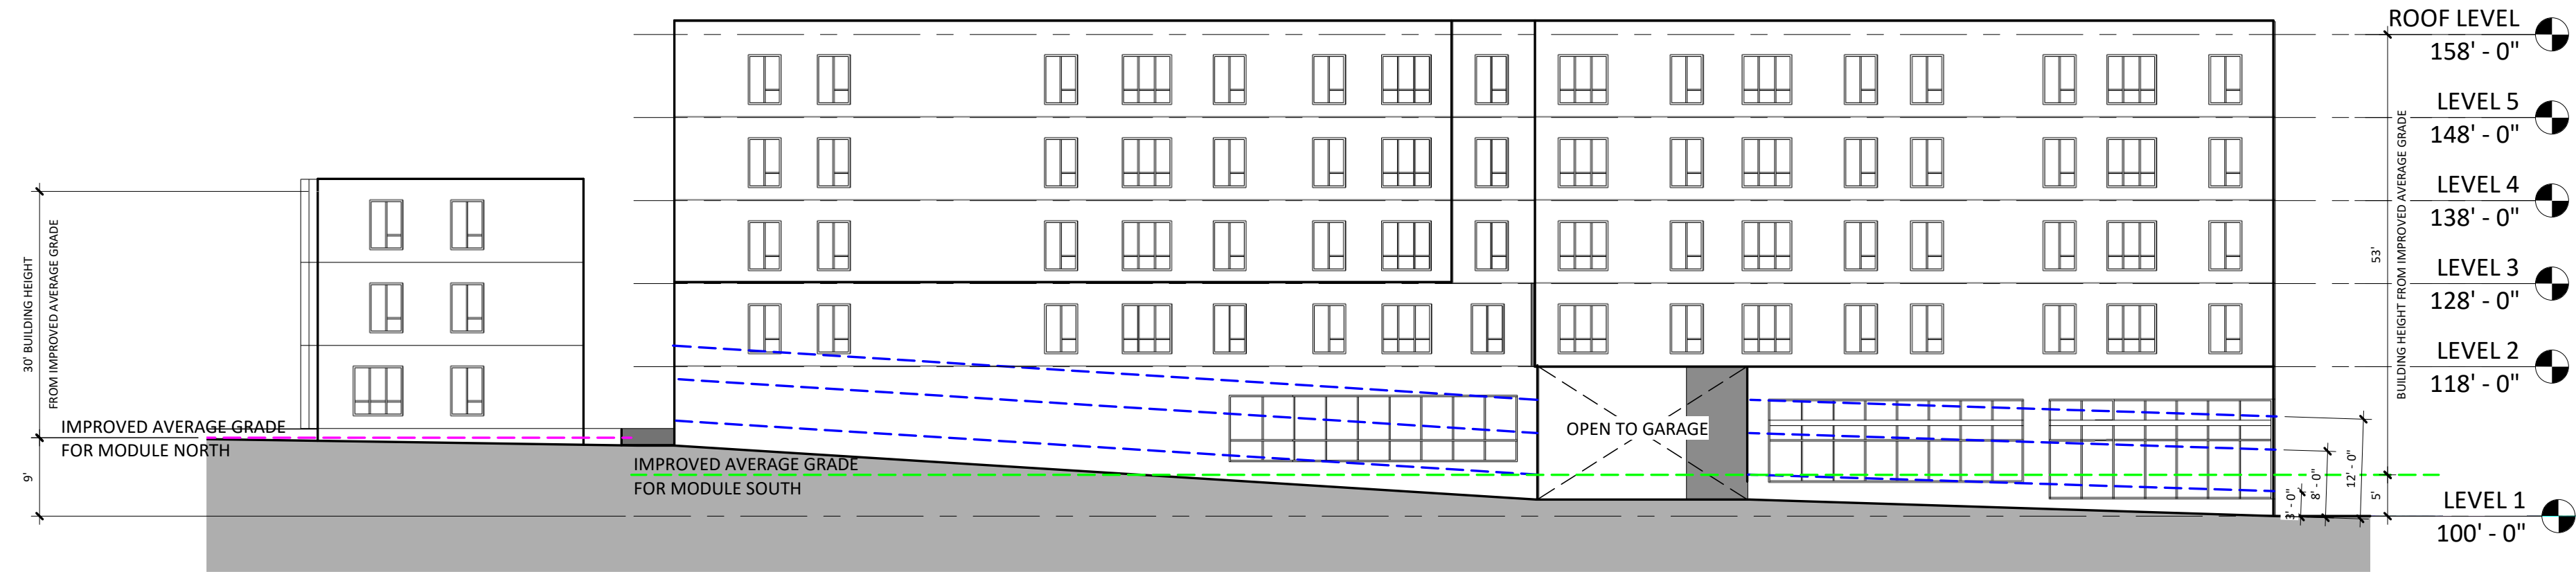 ROOF LEVEL
158' - 0"
LEVEL 5
148' - 0"
LEVEL 4
138' - 0"
LEVEL 3
128' - 0"
LEVEL 2
118' - 0"
LEVEL 1
100' - 0"
53'
BUILDING HEIGHT FROM IMPROVED AVERAGE GRADE
5'
12' - 0"
8' - 0"
3' - 0"
OPEN TO GARAGE
IMPROVED AVERAGE GRADE
FOR MODULE SOUTH
IMPROVED AVERAGE GRADE
FOR MODULE NORTH
30' BUILDING HEIGHT
FROM IMPROVED AVERAGE GRADE
9'